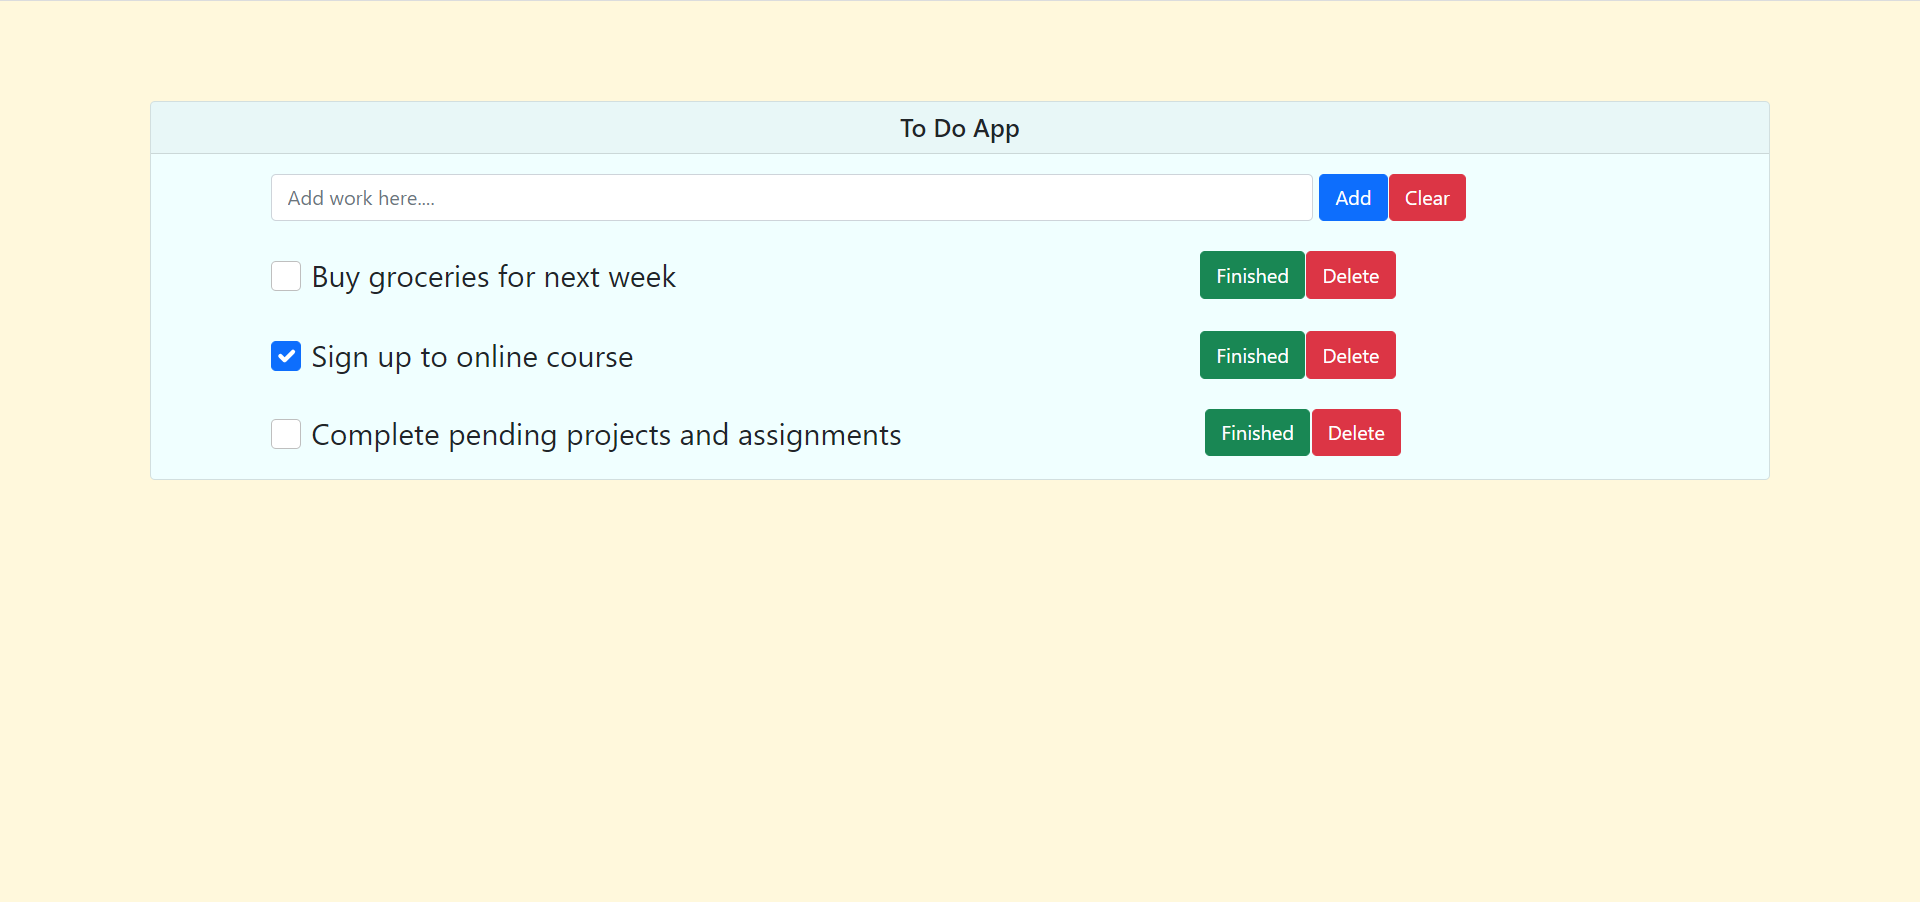 To Do App
Add work here.... Add Clear
Buy groceries for next week Finished Delete
Sign up to online course Finished Delete
Complete pending projects and assignments Finished Delete